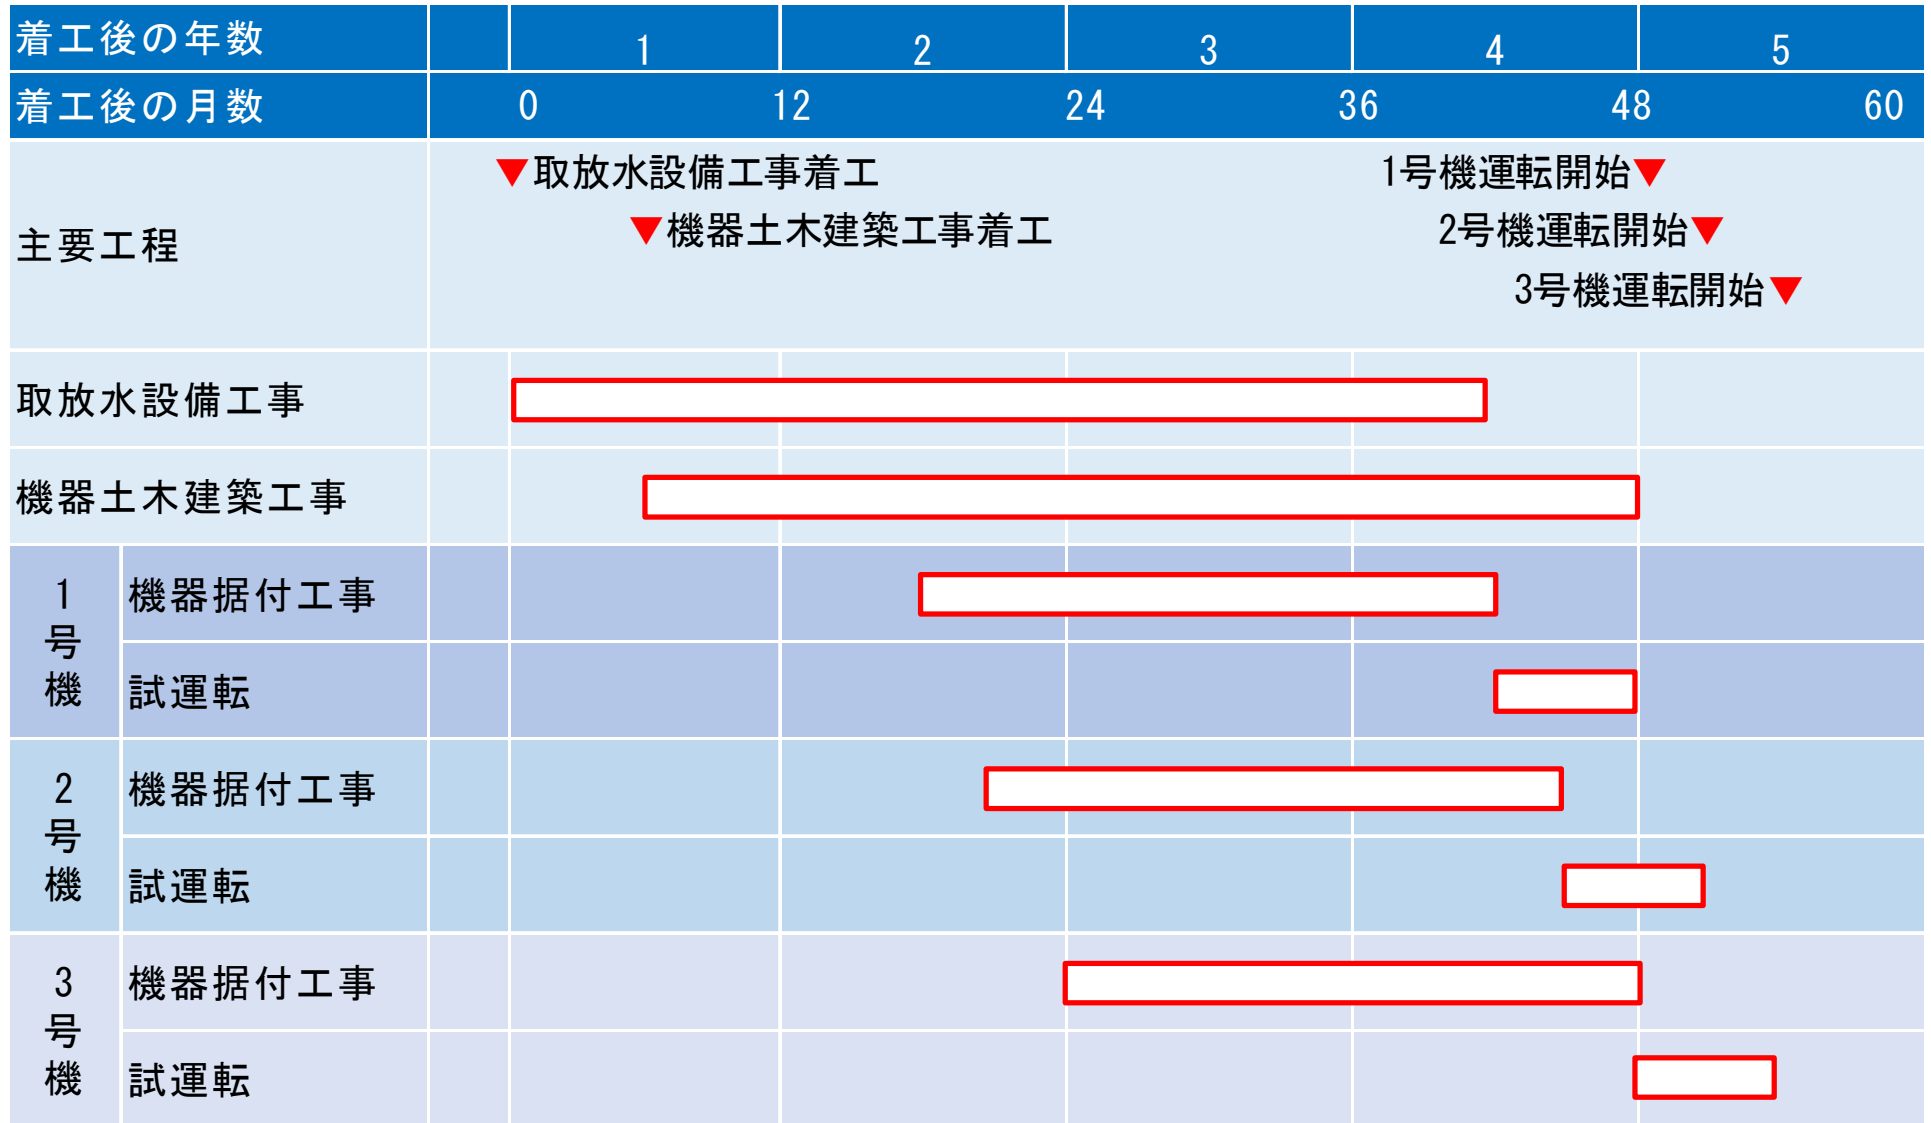 着工後の年数 1 2 3 4 5
着工後の月数 0 12 24 36 48 60
主要工程
▼取放水設備工事着工
1号機運転開始▼
▼機器土木建築工事着工
2号機運転開始▼
3号機運転開始▼
取放水設備工事
機器土木建築工事
1号機
機器据付工事
試運転
2号機
機器据付工事
試運転
3号機
機器据付工事
試運転